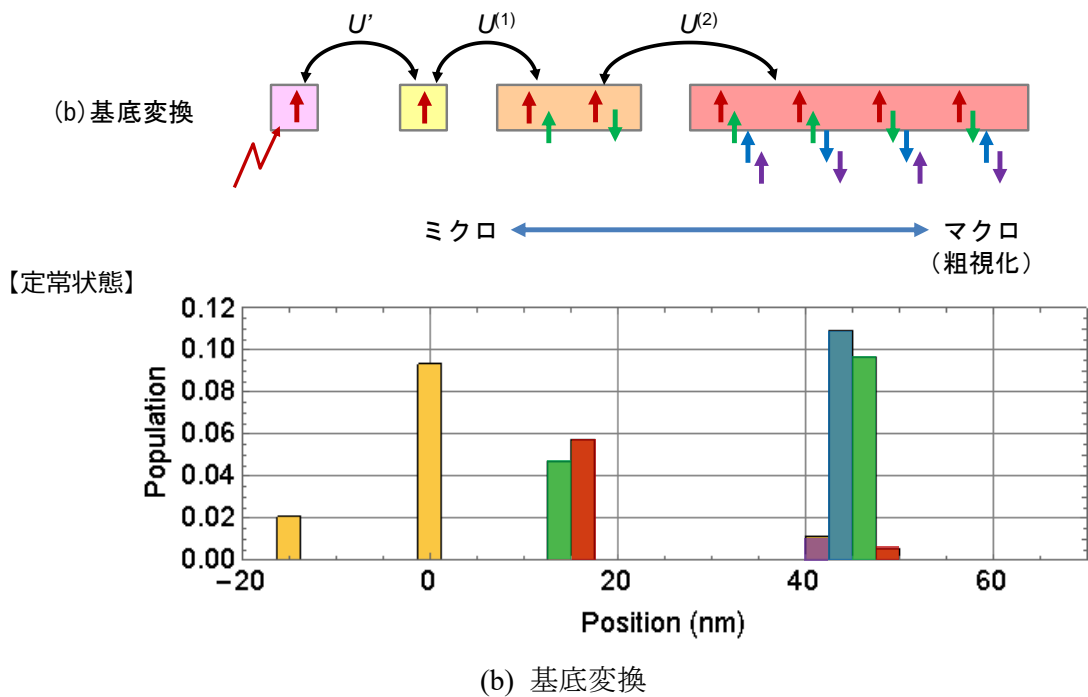 U' U(1) U(2)
(b)基底変換
ミクロ マクロ
(粗視化)
【定常状態】
0.12
0.10
0.08
0.06
0.04
0.02
0.00
Population
−20 0 20 40 60
Position (nm)
(b) 基底変換